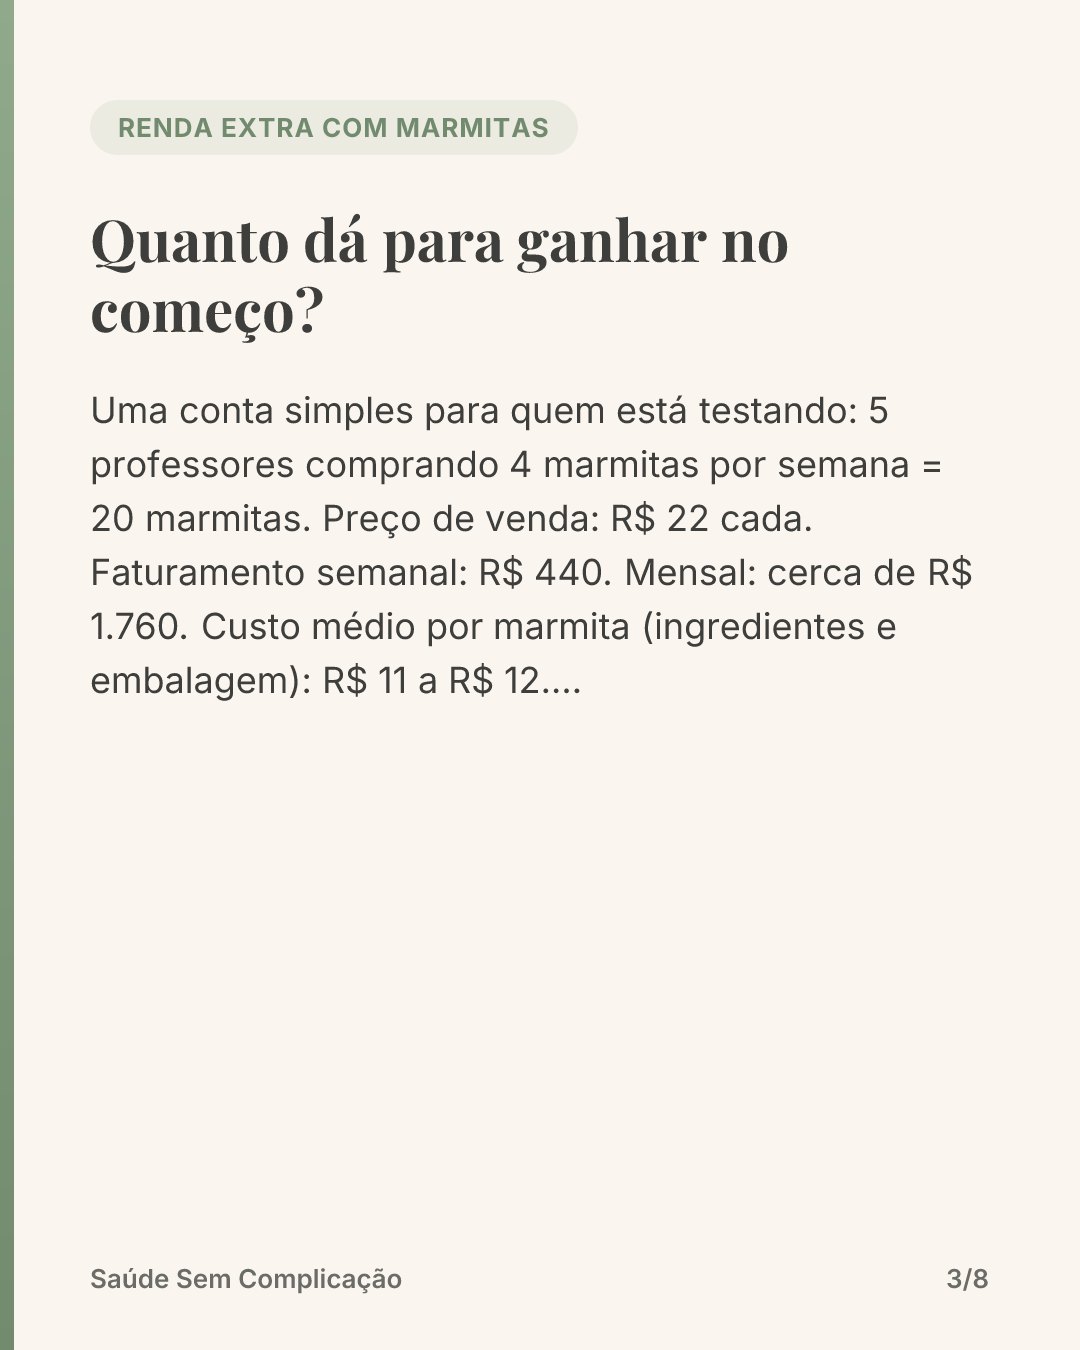 RENDA EXTRA COM MARMITAS
Quanto dá para ganhar no
começo?
Uma conta simples para quem está testando: 5
professores comprando 4 marmitas por semana =
20 marmitas. Preço de venda: R$ 22 cada.
Faturamento semanal: R$ 440. Mensal: cerca de R$
1.760. Custo médio por marmita (ingredientes e
embalagem): R$ 11 a R$ 12....
Saúde Sem Complicação
3/8